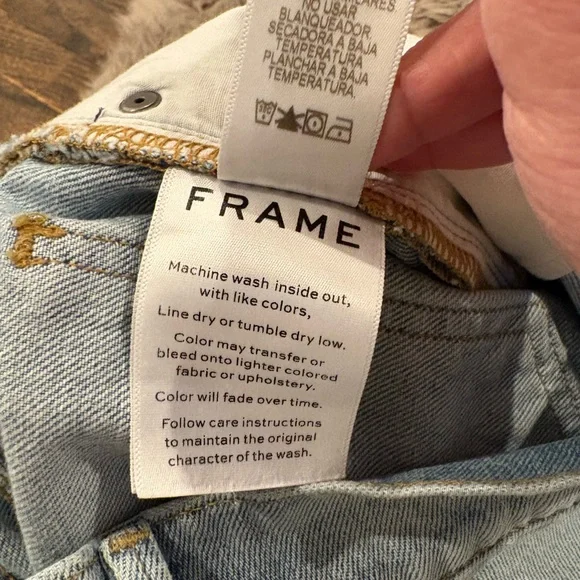 NO USAR
BLANQUEADOR.
SECADORA A BAJA
TEMPERATURA
PLANCHAR A BAJA
TEMPERATURA.
FRAME
Machine wash inside out,
with like colors,
Line dry or tumble dry low.
Color may transfer or
bleed onto lighter colored
fabric or upholstery.
Color will fade over time.
Follow care instructions
to maintain the original
character of the wash.